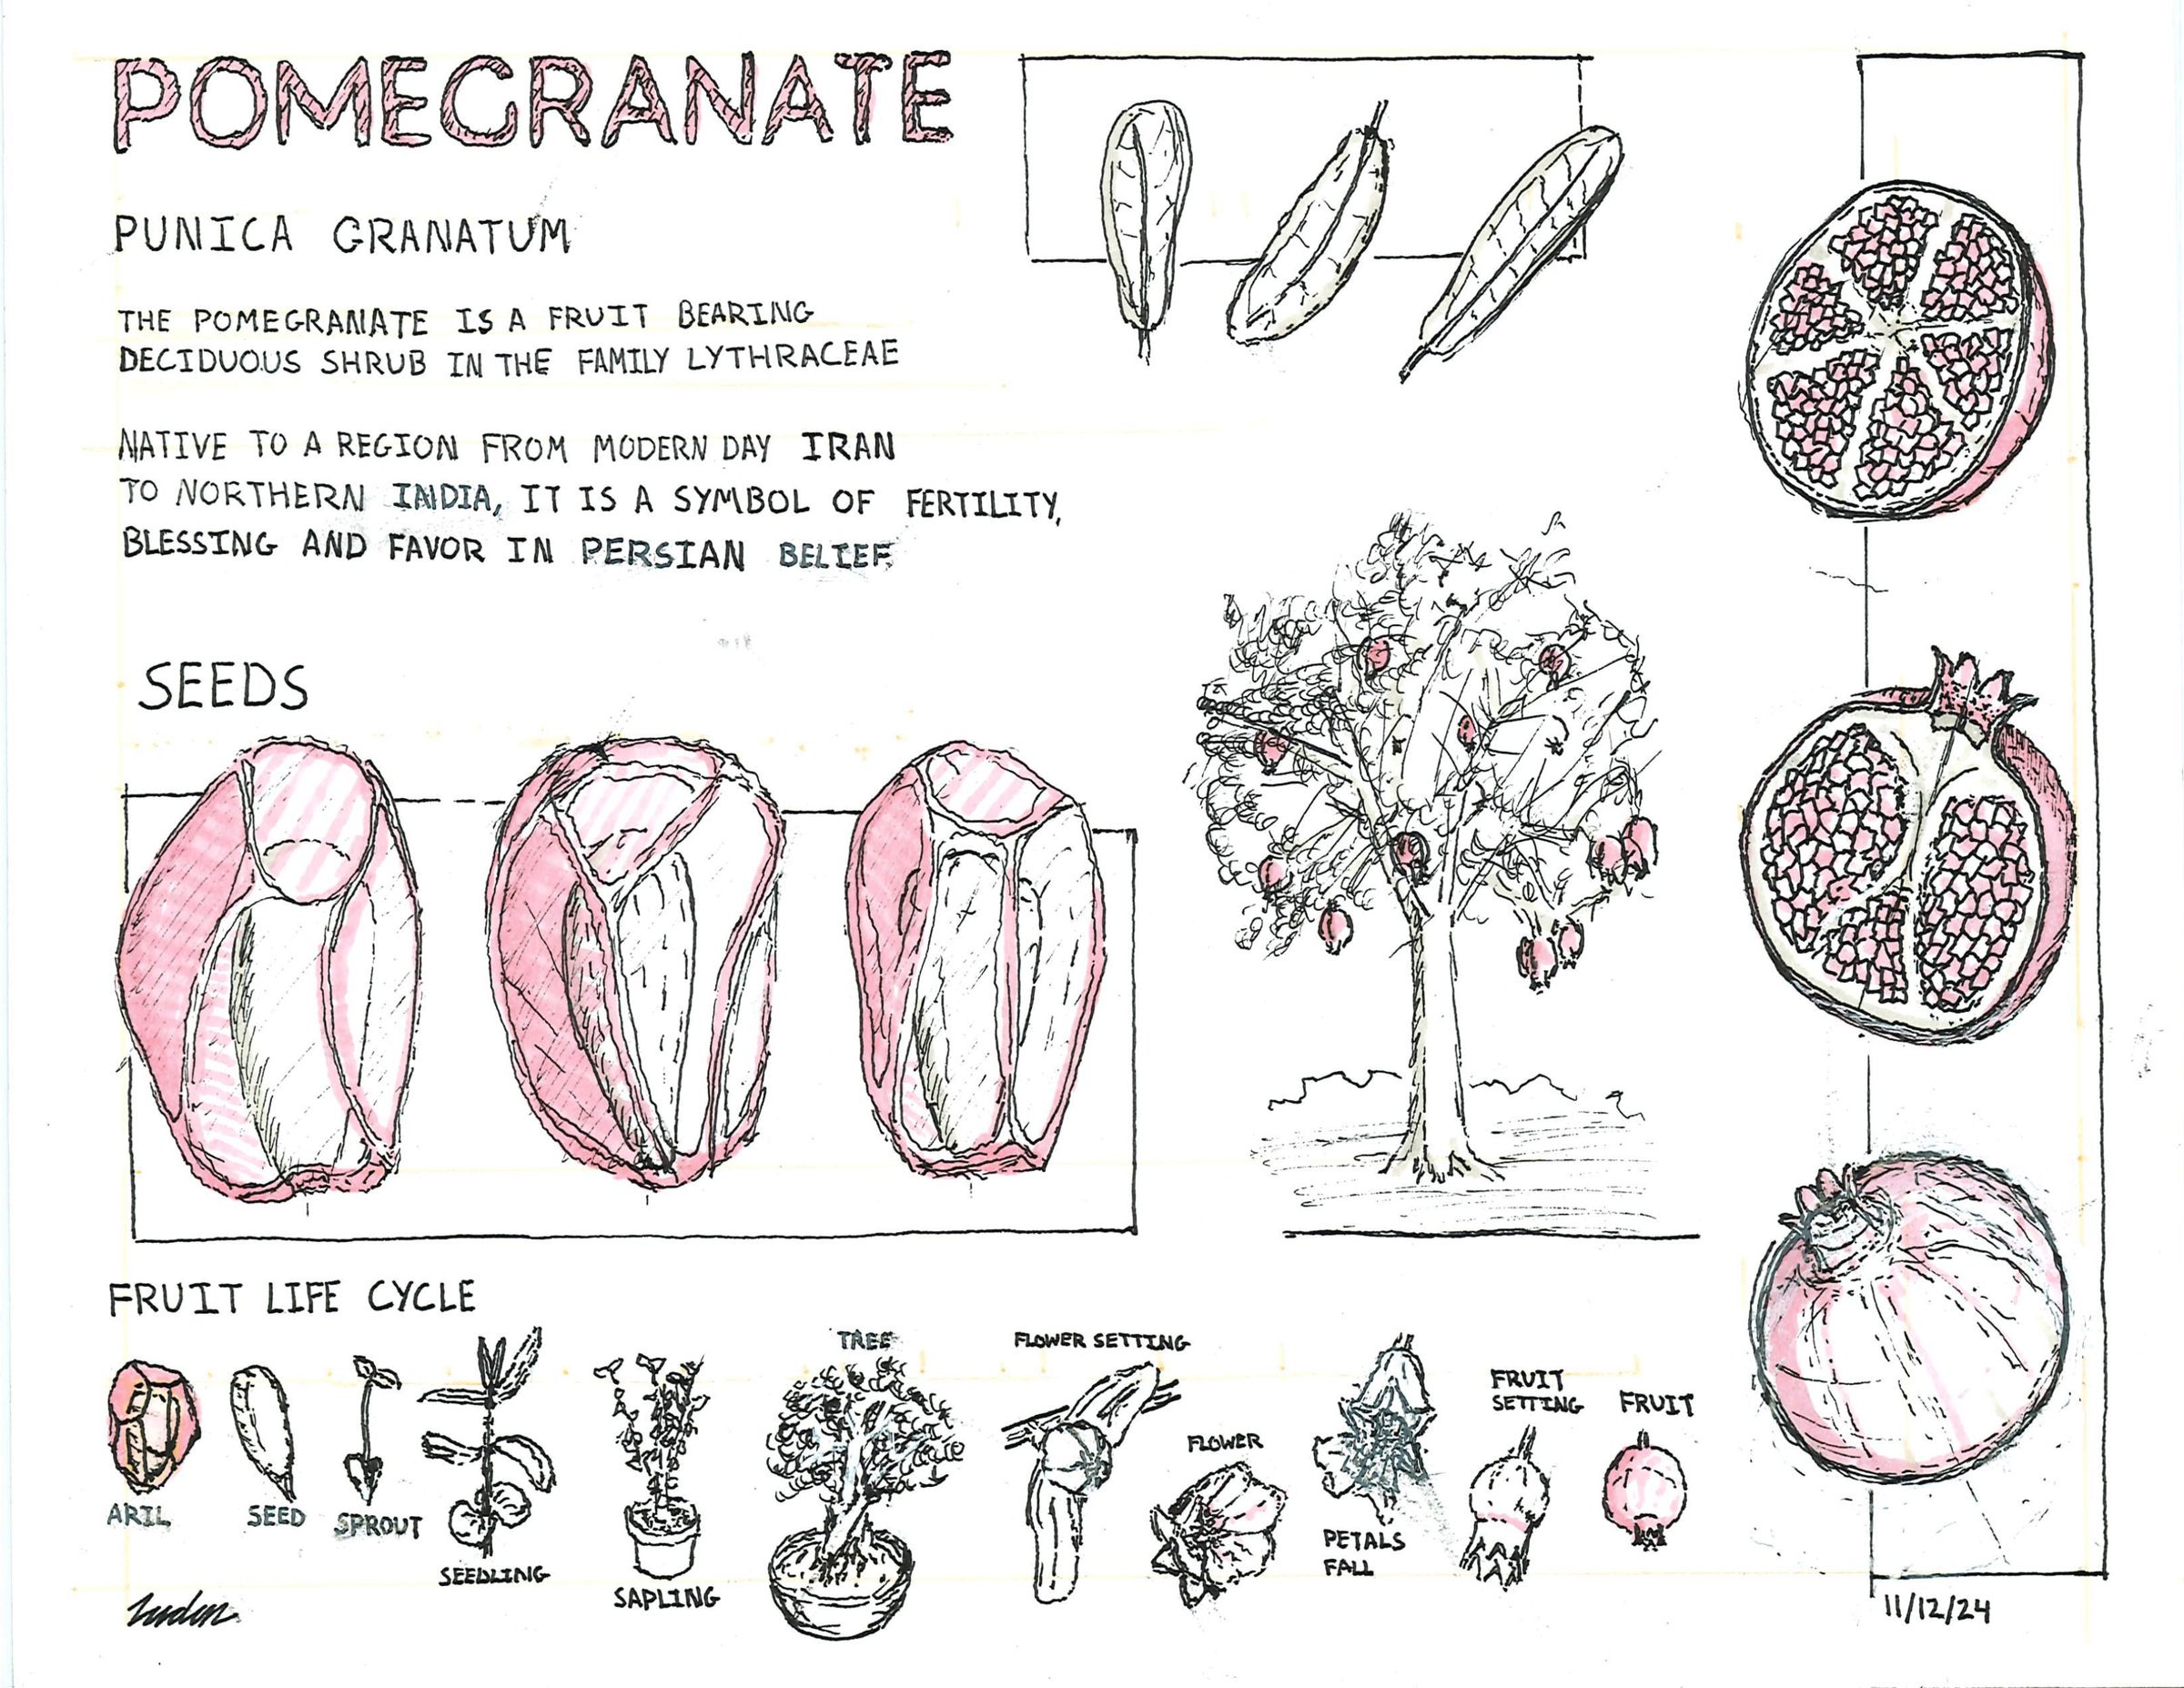 POMEGRANATE
PUNICA GRANATUM
THE POMEGRANATE IS A FRUIT BEARING
DECIDUOUS SHRUB IN THE FAMILY LYTHRACEAE
NATIVE TO A REGION FROM MODERN DAY IRAN
TO NORTHERN INDIA, IT IS A SYMBOL OF FERTILITY,
BLESSING AND FAVOR IN PERSIAN BELIEF.
SEEDS
FRUIT LIFE CYCLE
ARIL
SEED
SPROUT
SEEDLING
SAPLING
TREE
FLOWER SETTING
FLOWER
PETALS
FALL
FRUIT
SETTING
FRUIT
11/12/24